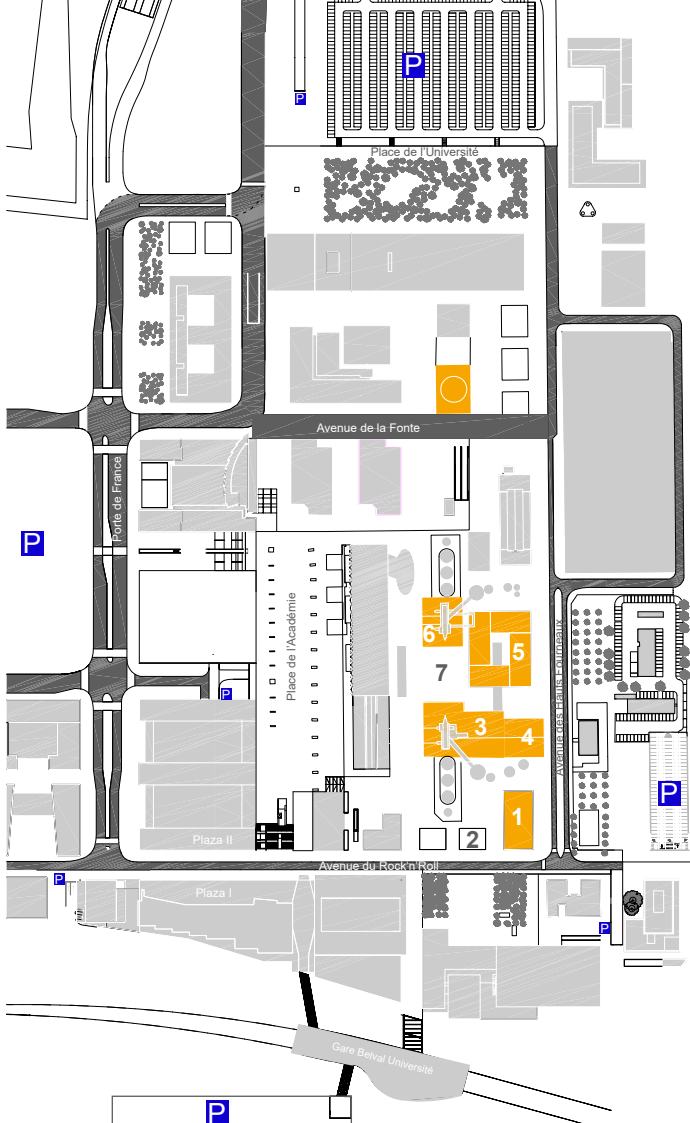 P
P
Place de l'Université
Avenue de la Fonte
Porte de France
P
Place de l'Académie
6
5
7
Avenue des Hauts Fourneaux
P
3
4
P
1
2
Plaza II
Avenue du Rock'n'Roll
P
Plaza I
P
Gare Belval Université
P